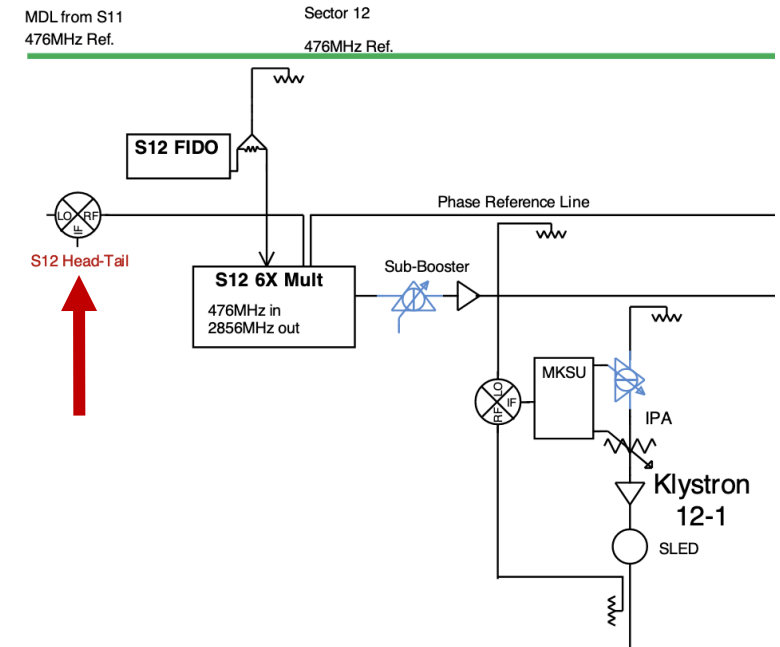 MDL from S11
476MHz Ref.
Sector 12
476MHz Ref.
S12 FIDO
LO
RF
IF
S12 Head-Tail
Phase Reference Line
S12 6X Mult
476MHz in
2856MHz out
Sub-Booster
LO
IF
RF
MKSU
IPA
Klystron
12-1
SLED